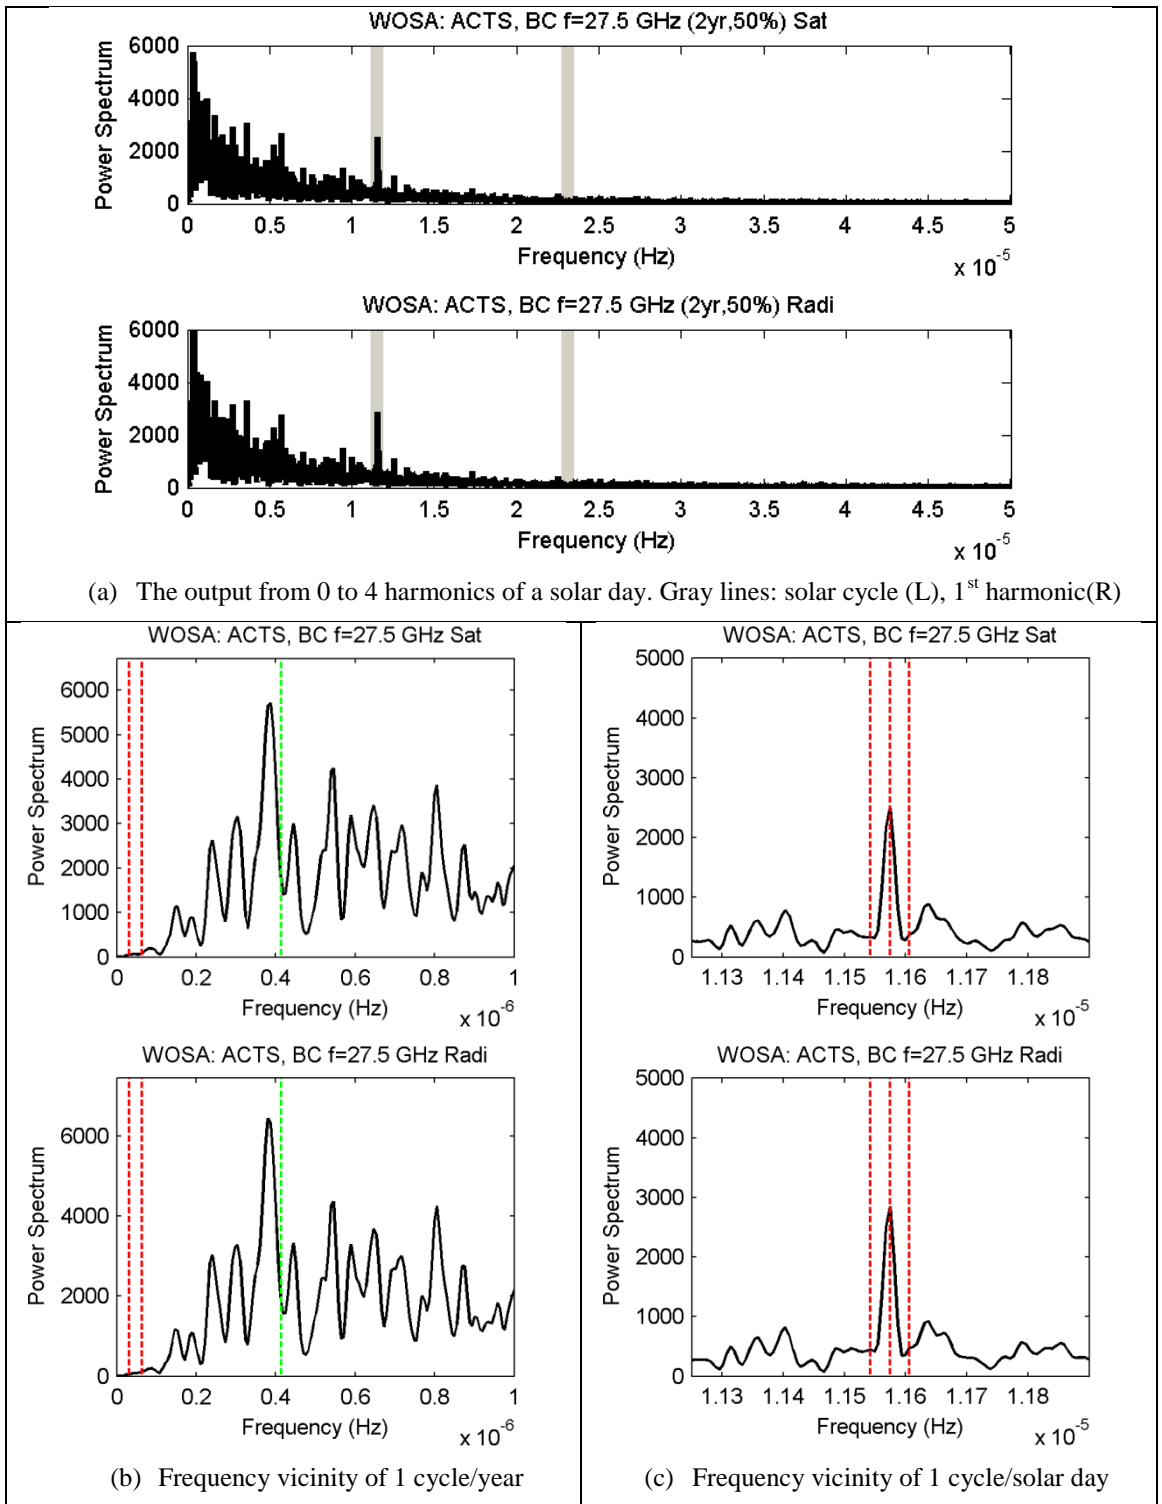 WOSA: ACTS, BC f=27.5 GHz (2yr,50%) Sat
Power Spectrum
6000
4000
2000
0
0 0.5 1 1.5 2 2.5 3 3.5 4 4.5 5
Frequency (Hz)
x 10^-5
WOSA: ACTS, BC f=27.5 GHz (2yr,50%) Radi
Power Spectrum
6000
4000
2000
0
0 0.5 1 1.5 2 2.5 3 3.5 4 4.5 5
Frequency (Hz)
x 10^-5
(a) The output from 0 to 4 harmonics of a solar day. Gray lines: solar cycle (L), 1st harmonic(R)
WOSA: ACTS, BC f=27.5 GHz Sat
Power Spectrum
6000
5000
4000
3000
2000
1000
0
0 0.2 0.4 0.6 0.8 1
Frequency (Hz)
x 10^-6
WOSA: ACTS, BC f=27.5 GHz Radi
Power Spectrum
6000
4000
2000
0
0 0.2 0.4 0.6 0.8 1
Frequency (Hz)
x 10^-6
(b) Frequency vicinity of 1 cycle/year
WOSA: ACTS, BC f=27.5 GHz Sat
Power Spectrum
5000
4000
3000
2000
1000
0
1.13 1.14 1.15 1.16 1.17 1.18
Frequency (Hz)
x 10^-5
WOSA: ACTS, BC f=27.5 GHz Radi
Power Spectrum
5000
4000
3000
2000
1000
0
1.13 1.14 1.15 1.16 1.17 1.18
Frequency (Hz)
x 10^-5
(c) Frequency vicinity of 1 cycle/solar day